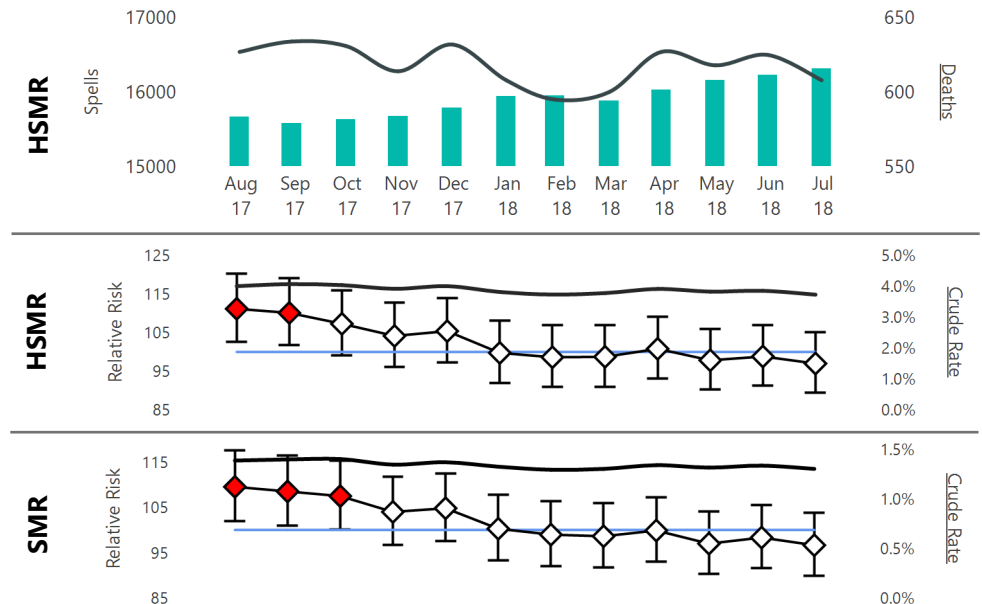 HSMR
Spells
17000
16000
15000
650
600
550
Deaths
Aug Sep Oct Nov Dec Jan Feb Mar Apr May Jun Jul
17 17 17 17 17 18 18 18 18 18 18 18
HSMR
Relative Risk
125
115
105
95
85
5.0%
4.0%
3.0%
2.0%
1.0%
0.0%
Crude Rate
SMR
Relative Risk
115
105
95
85
1.5%
1.0%
0.5%
0.0%
Crude Rate